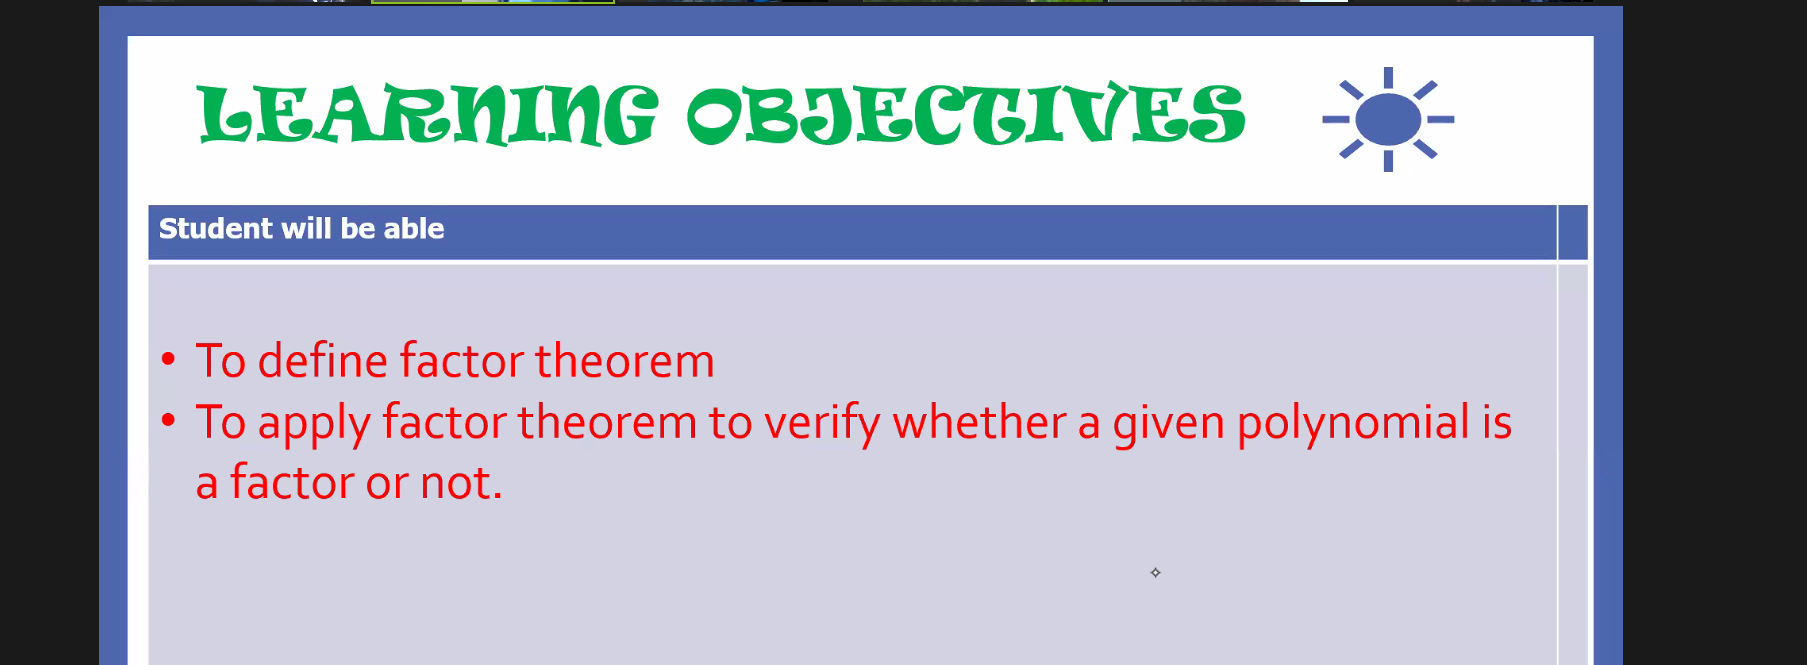 LEARNING OBJECTIVES
Student will be able
• To define factor theorem
• To apply factor theorem to verify whether a given polynomial is
a factor or not.